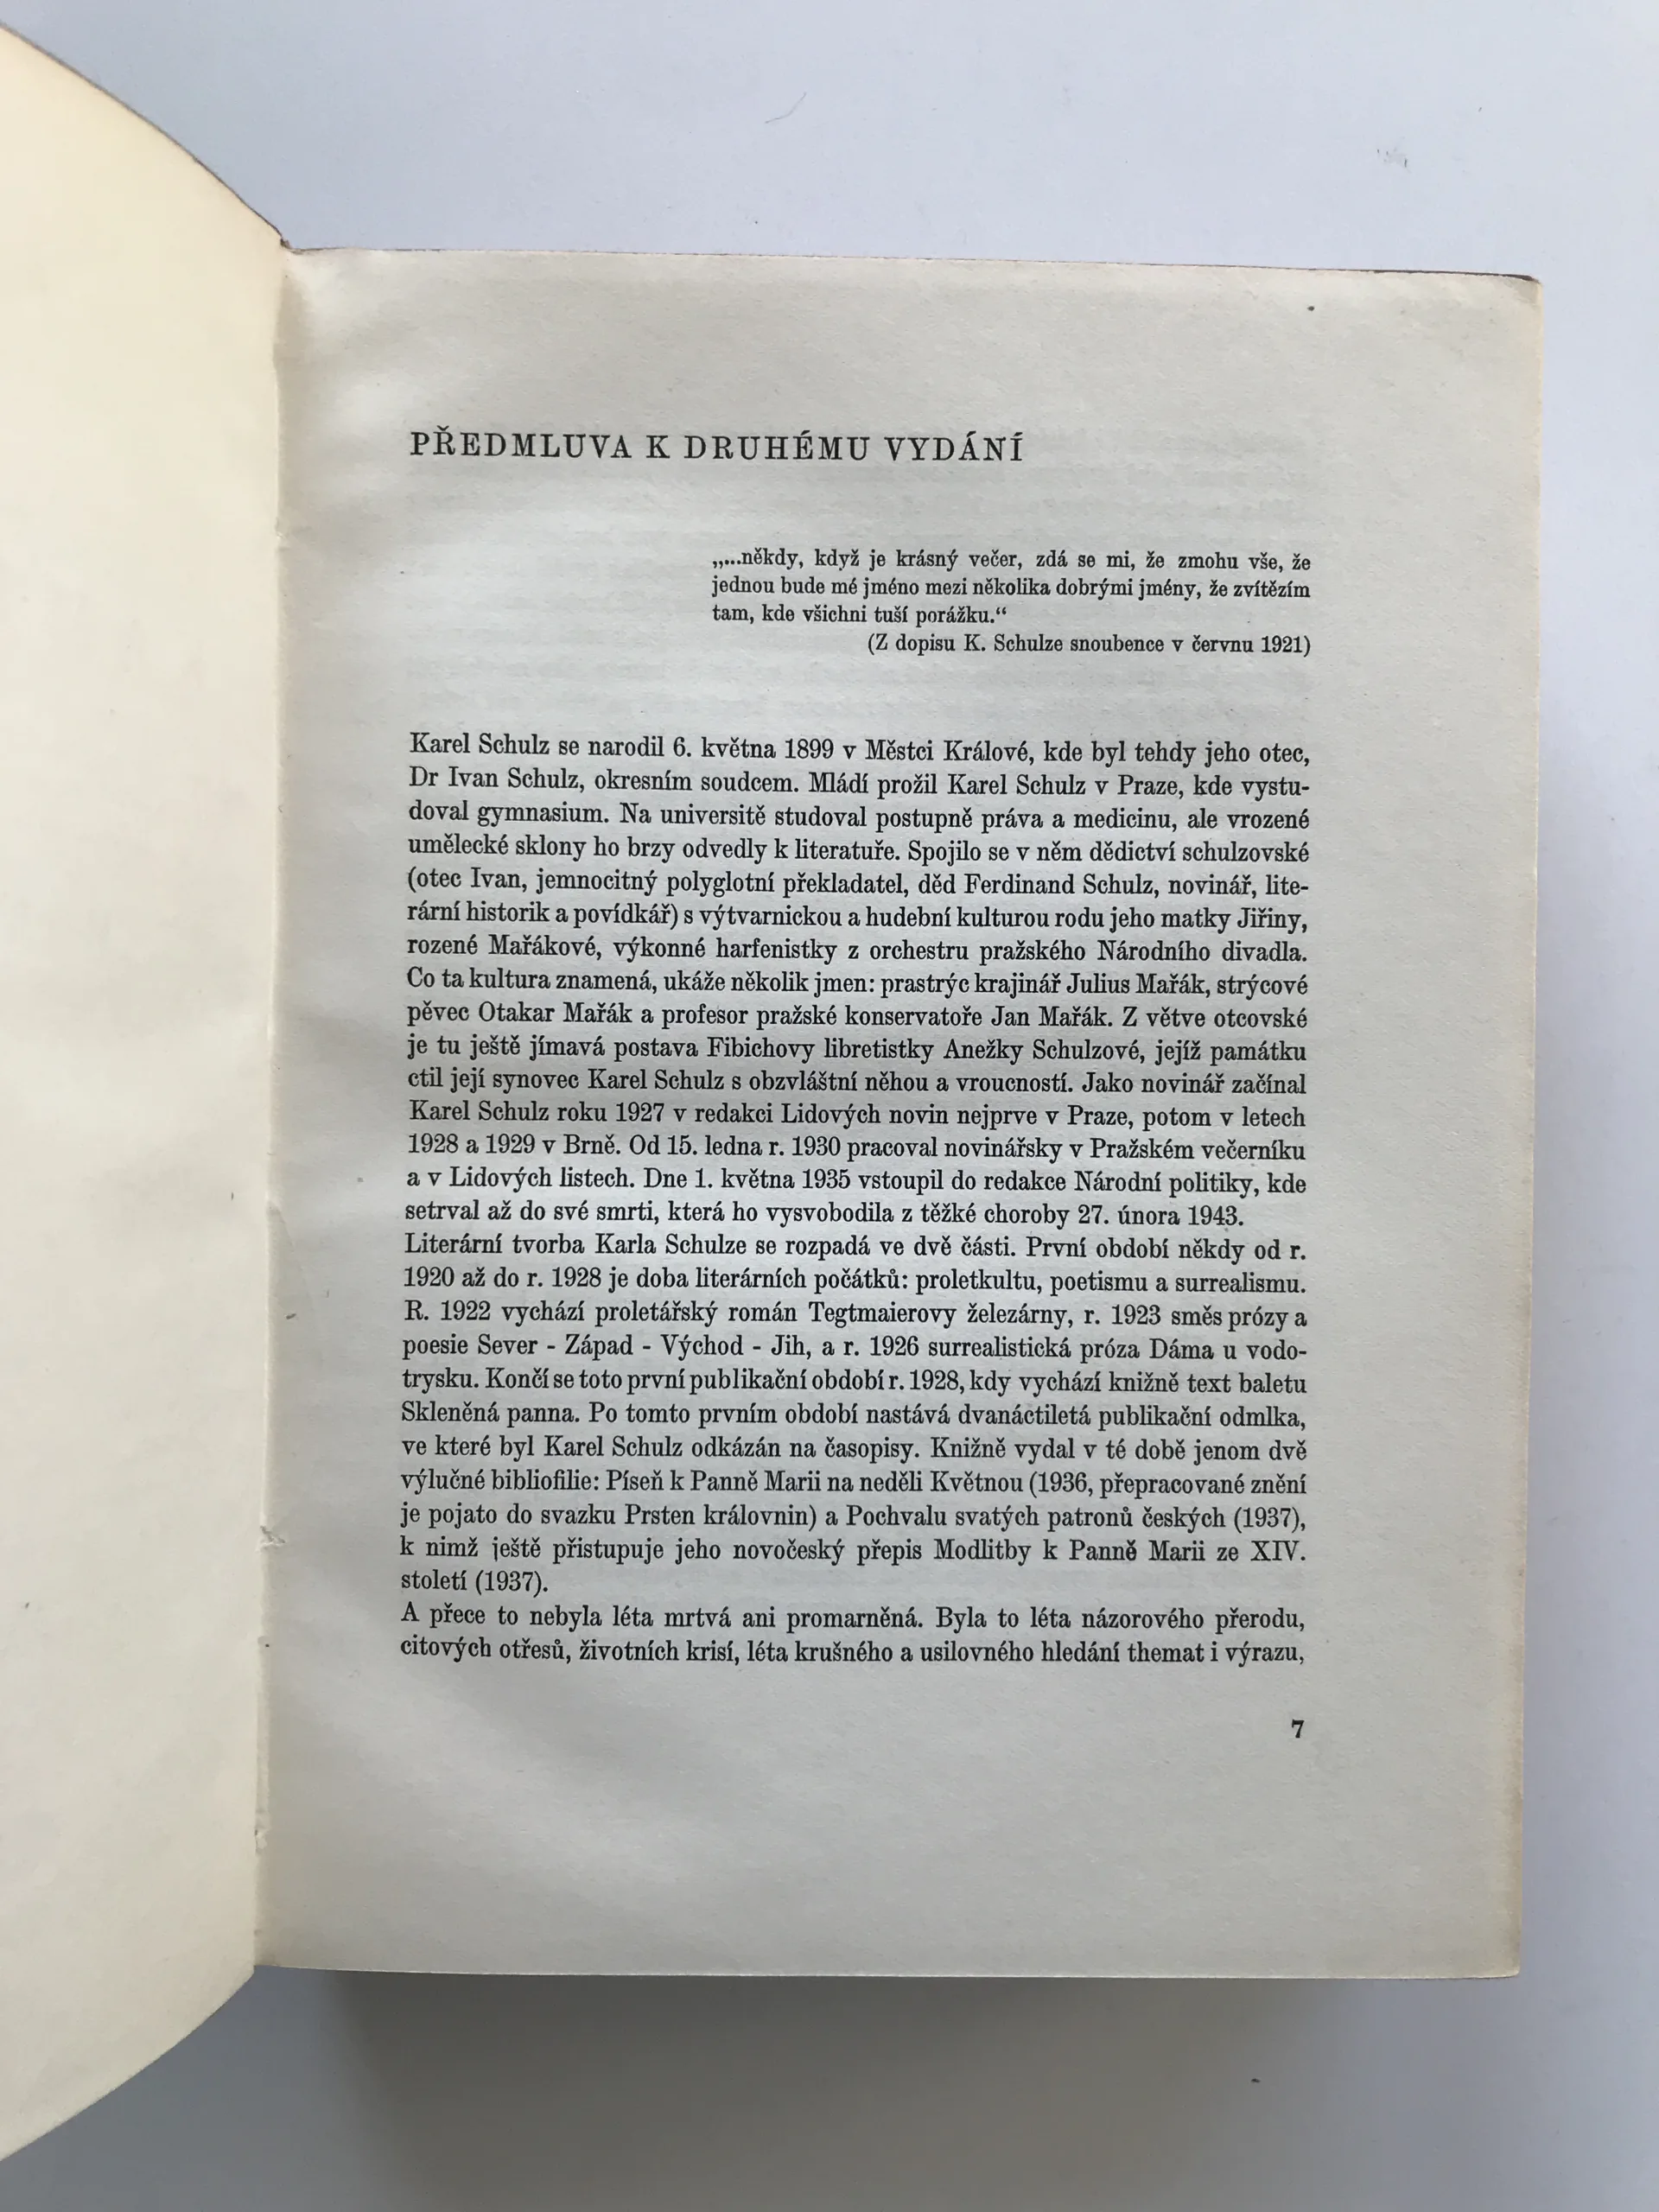 PŘEDMLUVA K DRUHÉMU VYDÁNÍ
„...někdy, když je krásný večer, zdá se mi, že zmohu vše, že
jednou bude mé jméno mezi několika dobrými jmény, že zvítězím
tam, kde všichni tuší porážku.“
(Z dopisu K. Schulze snoubence v červnu 1921)
Karel Schulz se narodil 6. května 1899 v Městci Králové, kde byl tehdy jeho otec,
Dr Ivan Schulz, okresním soudcem. Mládí prožil Karel Schulz v Praze, kde vystu-
doval gymnasium. Na universitě studoval postupně práva a medicinu, ale vrozené
umělecké sklony ho brzy odvedly k literatuře. Spojilo se v něm dědictví schulzovské
(otec Ivan, jemnocitný polyglotní překladatel, děd Ferdinand Schulz, novinář, lite-
rární historik a povídkář) s výtvarnickou a hudební kulturou rodu jeho matky Jiřiny,
rozené Mařákové, výkonné harfenistky z orchestru pražského Národního divadla.
Co ta kultura znamená, ukáže několik jmen: prastrýc krajinář Julius Mařák, strýcové
pěvec Otakar Mařák a profesor pražské konservatoře Jan Mařák. Z větve otcovské
je tu ještě jímavá postava Fibichovy libretistky Anežky Schulzové, jejíž památku
ctil její synovec Karel Schulz s obzvláštní něhou a vroucností. Jako novinář začínal
Karel Schulz roku 1927 v redakci Lidových novin nejprve v Praze, potom v letech
1928 a 1929 v Brně. Od 15. ledna r. 1930 pracoval novinářsky v Pražském večerníku
a v Lidových listech. Dne 1. května 1935 vstoupil do redakce Národní politiky, kde
setrval až do své smrti, která ho vysvobodila z těžké choroby 27. února 1943.
Literární tvorba Karla Schulze se rozpadá ve dvě části. První období někdy od r.
1920 až do r. 1928 je doba literárních počátků: proletkultu, poetismu a surrealismu.
R. 1922 vychází proletářský román Tegtmaierovy železárny, r. 1923 směs prózy a
poesie Sever - Západ - Východ - Jih, a r. 1926 surrealistická próza Dáma u vodo-
trysku. Končí se toto první publikační období r. 1928, kdy vychází knižně text baletu
Skleněná panna. Po tomto prvním období nastává dvanáctiletá publikační odmlka,
ve které byl Karel Schulz odkázán na časopisy. Knižně vydal v té době jenom dvě
výlučné bibliofilie: Píseň k Panně Marii na neděli Květnou (1936, přepracované znění
je pojato do svazku Prsten královnin) a Pochvalu svatých patronů českých (1937),
k nimž ještě přistupuje jeho novočeský přepis Modlitby k Panně Marii ze XIV.
století (1937).
A přece to nebyla léta mrtvá ani promarněná. Byla to léta názorového přerodu,
citových otřesů, životních krisí, léta krušného a usilovného hledání themat i výrazu,
7